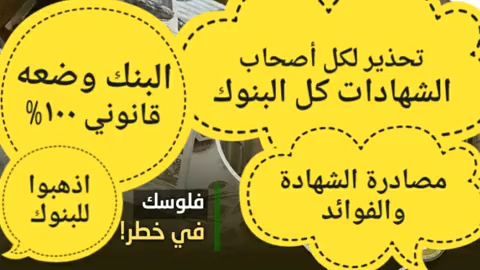 تحذير لكل أصحاب
الشهادات كل البنوك
البنك وضعه
قانوني ١٠٠%
مصادرة الشهادة
والفوائد
اذهبوا
للبنوك
فلوسك
في خطر!